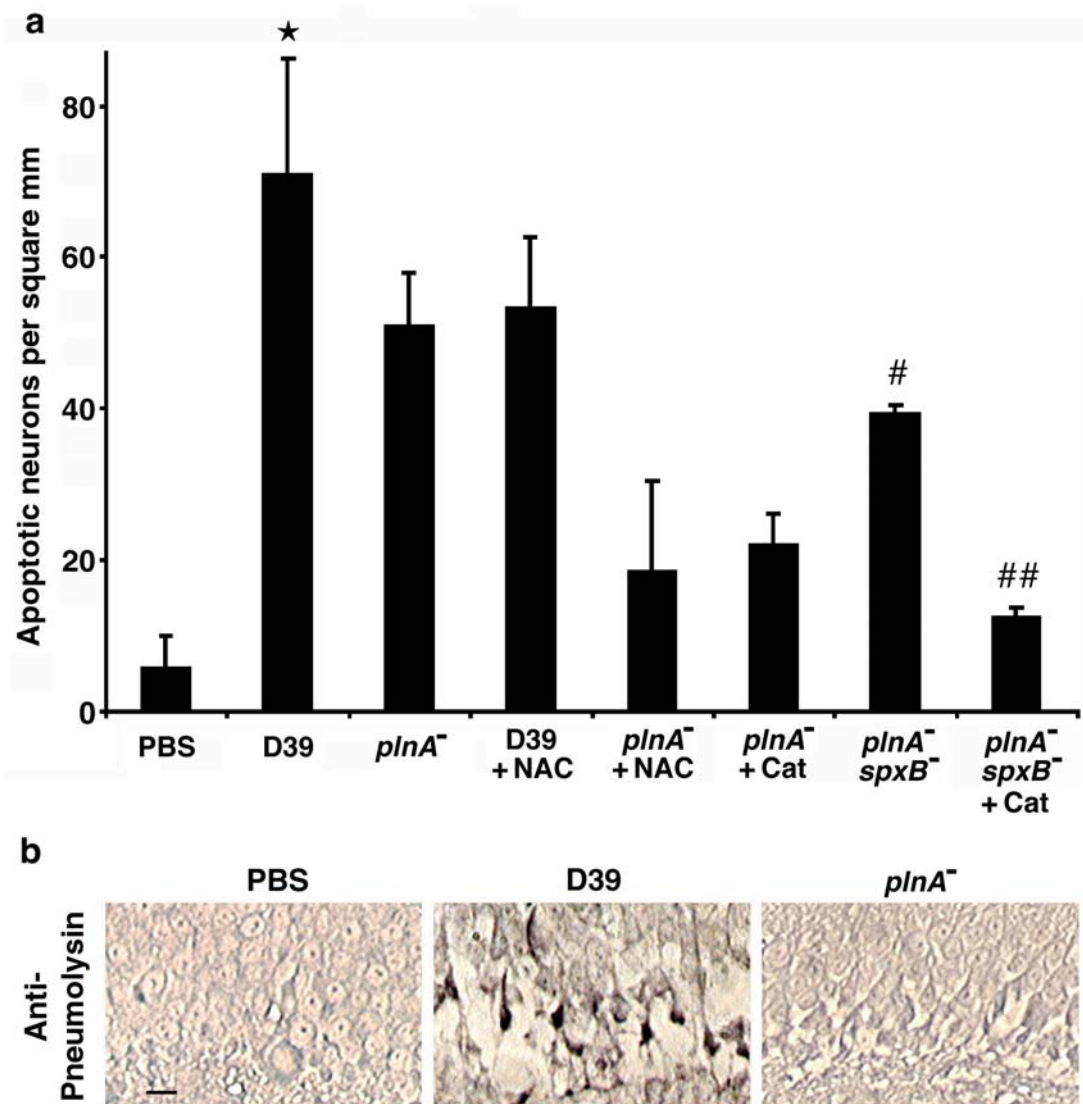 a
★
80
60
40
20
0
Apoptotic neurons per square mm
#
##
PBS
D39
plnA⁻
D39
+ NAC
plnA⁻
+ NAC
plnA⁻
+ Cat
plnA⁻
spxB⁻
plnA⁻
spxB⁻
+ Cat
b
PBS
D39
plnA⁻
Anti-
Pneumolysin